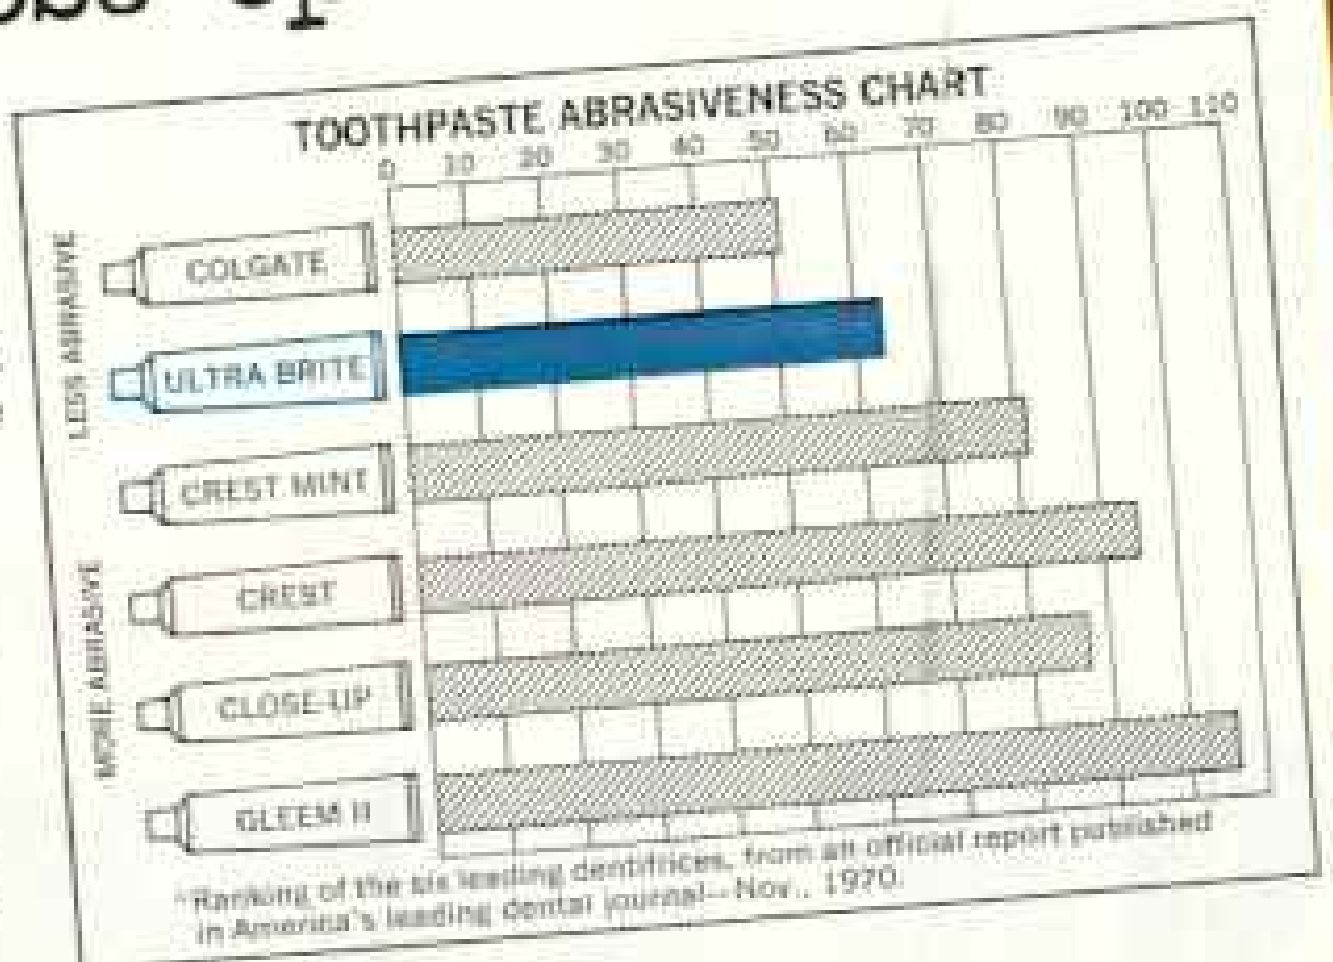 TOOTHPASTE ABRASIVENESS CHART
0 10 20 30 40 50 60 70 80 90 100 110
LESS ABRASIVE
COLGATE
ULTRA BRITE
CREST MINT
MORE ABRASIVE
CREST
CLOSE-UP
GLEEM II
*Ranking of the six leading dentifrices, from an official report published
in America's leading dental journal—Nov., 1970.